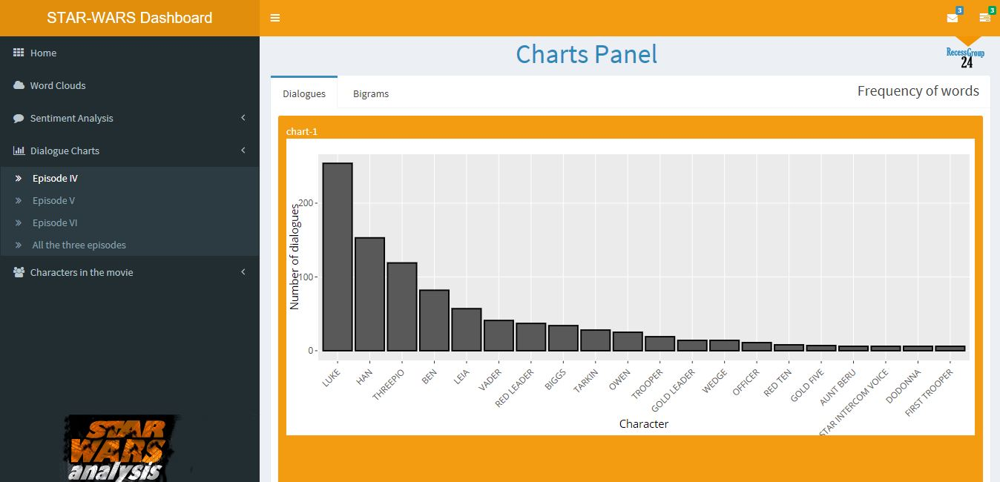 STAR-WARS Dashboard
3
3
Home
Word Clouds
Sentiment Analysis
Dialogue Charts
Episode IV
Episode V
Episode VI
All the three episodes
Characters in the movie
STAR
WARS
analysis
Charts Panel
RecessGroup
24
Dialogues
Bigrams
Frequency of words
chart-1
Number of dialogues
200
100
0
LUKE
HAN
THREEPIO
BEN
LEIA
VADER
RED LEADER
BIGGS
TARKIN
OWEN
TROOPER
GOLD LEADER
WEDGE
OFFICER
RED TEN
GOLD FIVE
AUNT BERU
STAR INTERCOM VOICE
DODONNA
FIRST TROOPER
Character